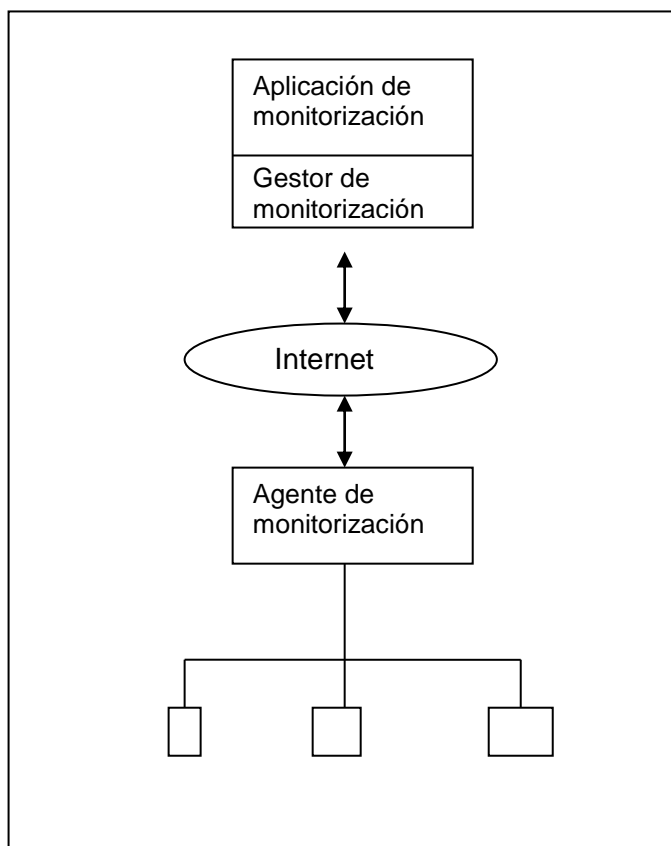 Aplicación de
monitorización
Gestor de
monitorización
Internet
Agente de
monitorización